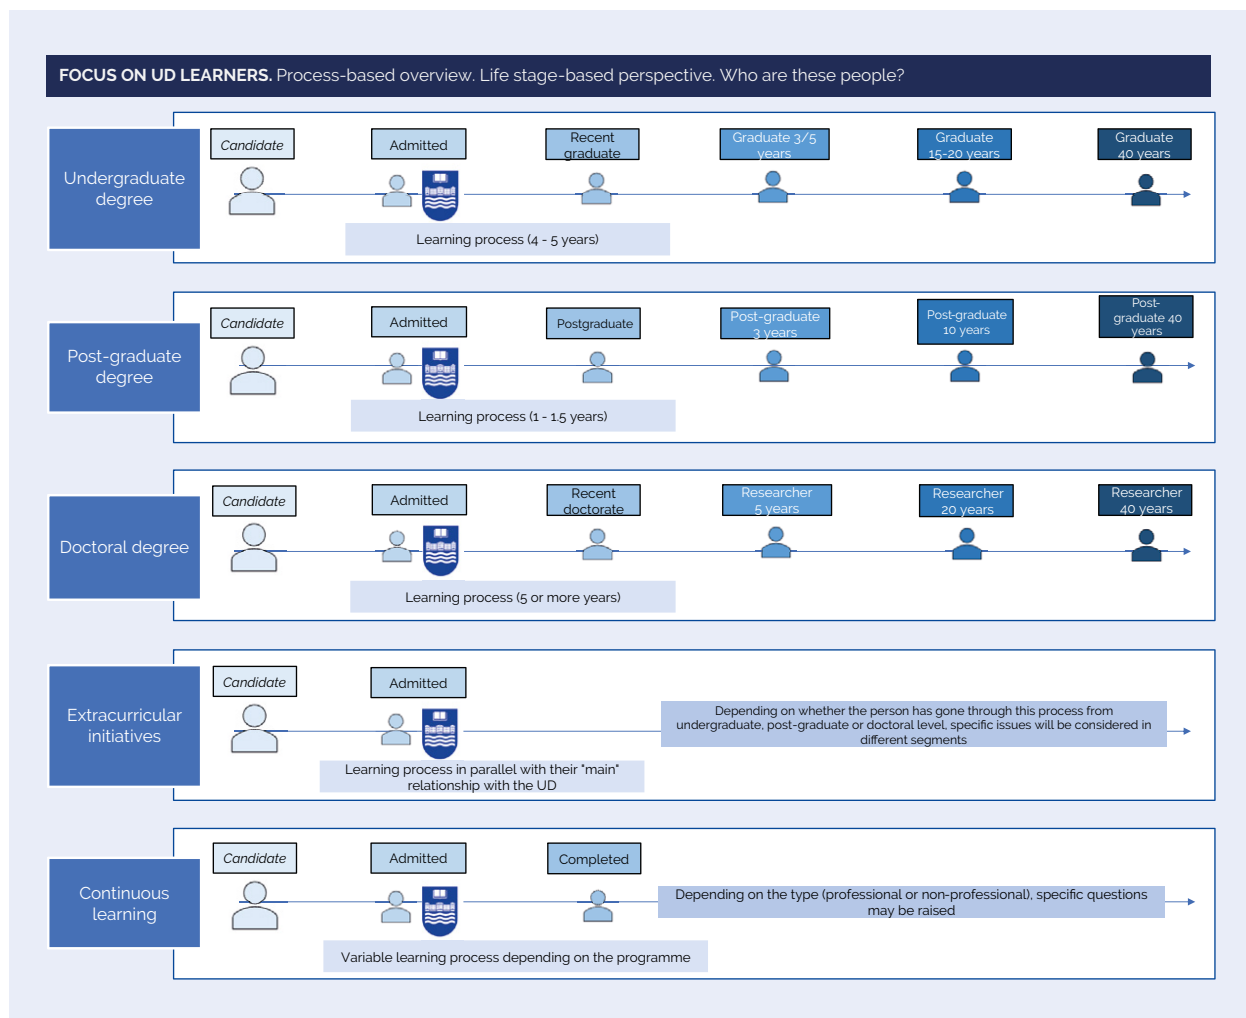 FOCUS ON UD LEARNERS. Process-based overview. Life stage-based perspective. Who are these people?
Undergraduate
degree
Candidate
Admitted
Recent
graduate
Graduate 3/5
years
Graduate
15-20 years
Graduate
40 years
Learning process (4 - 5 years)
Post-graduate
degree
Candidate
Admitted
Postgraduate
Post-graduate
3 years
Post-graduate
10 years
Post-
graduate 40
years
Learning process (1 - 1.5 years)
Doctoral degree
Candidate
Admitted
Recent
doctorate
Researcher
5 years
Researcher
20 years
Researcher
40 years
Learning process (5 or more years)
Extracurricular
initiatives
Candidate
Admitted
Depending on whether the person has gone through this process from
undergraduate, post-graduate or doctoral level, specific issues will be considered in
different segments
Learning process in parallel with their "main"
relationship with the UD
Continuous
learning
Candidate
Admitted
Completed
Depending on the type (professional or non-professional), specific questions
may be raised
Variable learning process depending on the programme